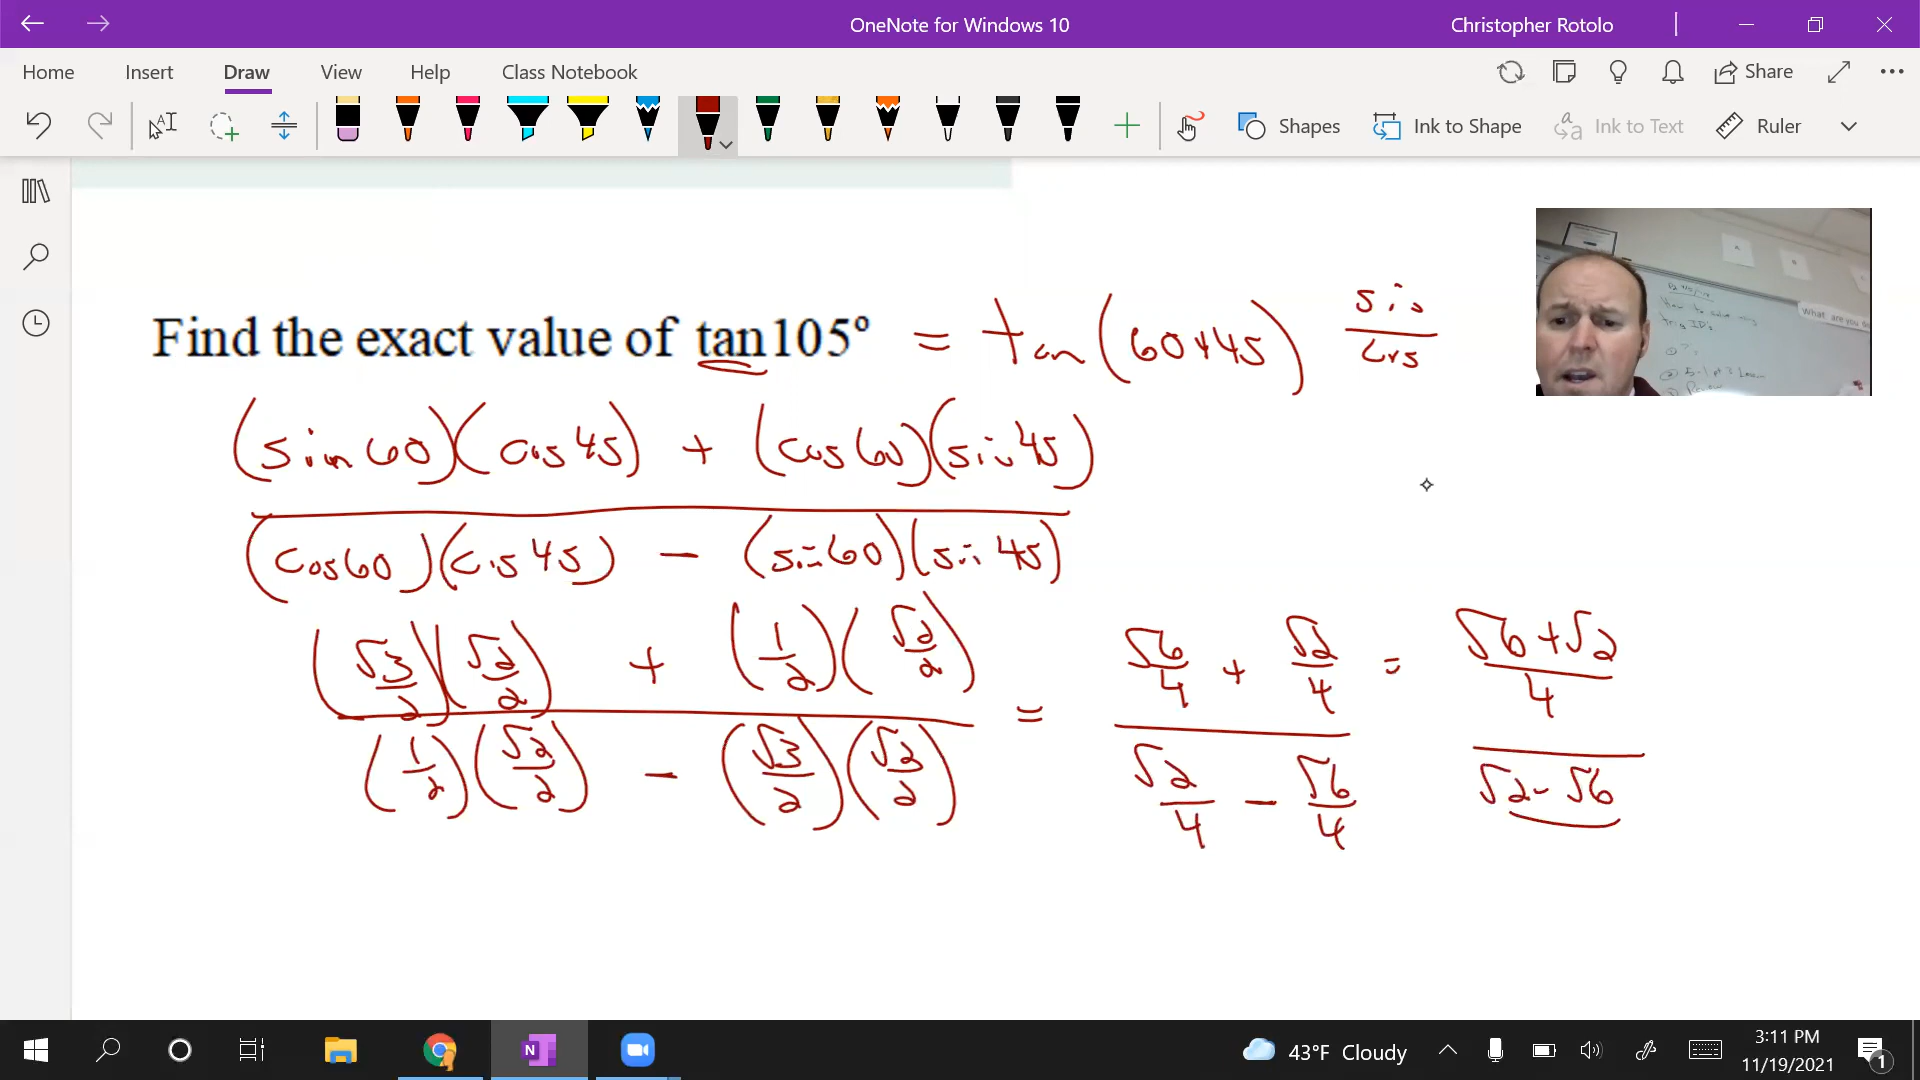 OneNote for Windows 10
Christopher Rotolo
Home Insert Draw View Help Class Notebook
Share
Shapes Ink to Shape Ink to Text Ruler
Find the exact value of tan105° = tan(60+45) sin/cos
(sin60)(cos45) + (cos60)(sin45)
(cos60)(cos45) - (sin60)(sin45)
(√3/2)(√2/2) + (1/2)(√2/2)
(1/2)(√2/2) - (√3/2)(√2/2)
=
√6/4 + √2/4
√2/4 - √6/4
=
√6+√2/4
√2-√6
What are you
43°F Cloudy
3:11 PM
11/19/2021
1